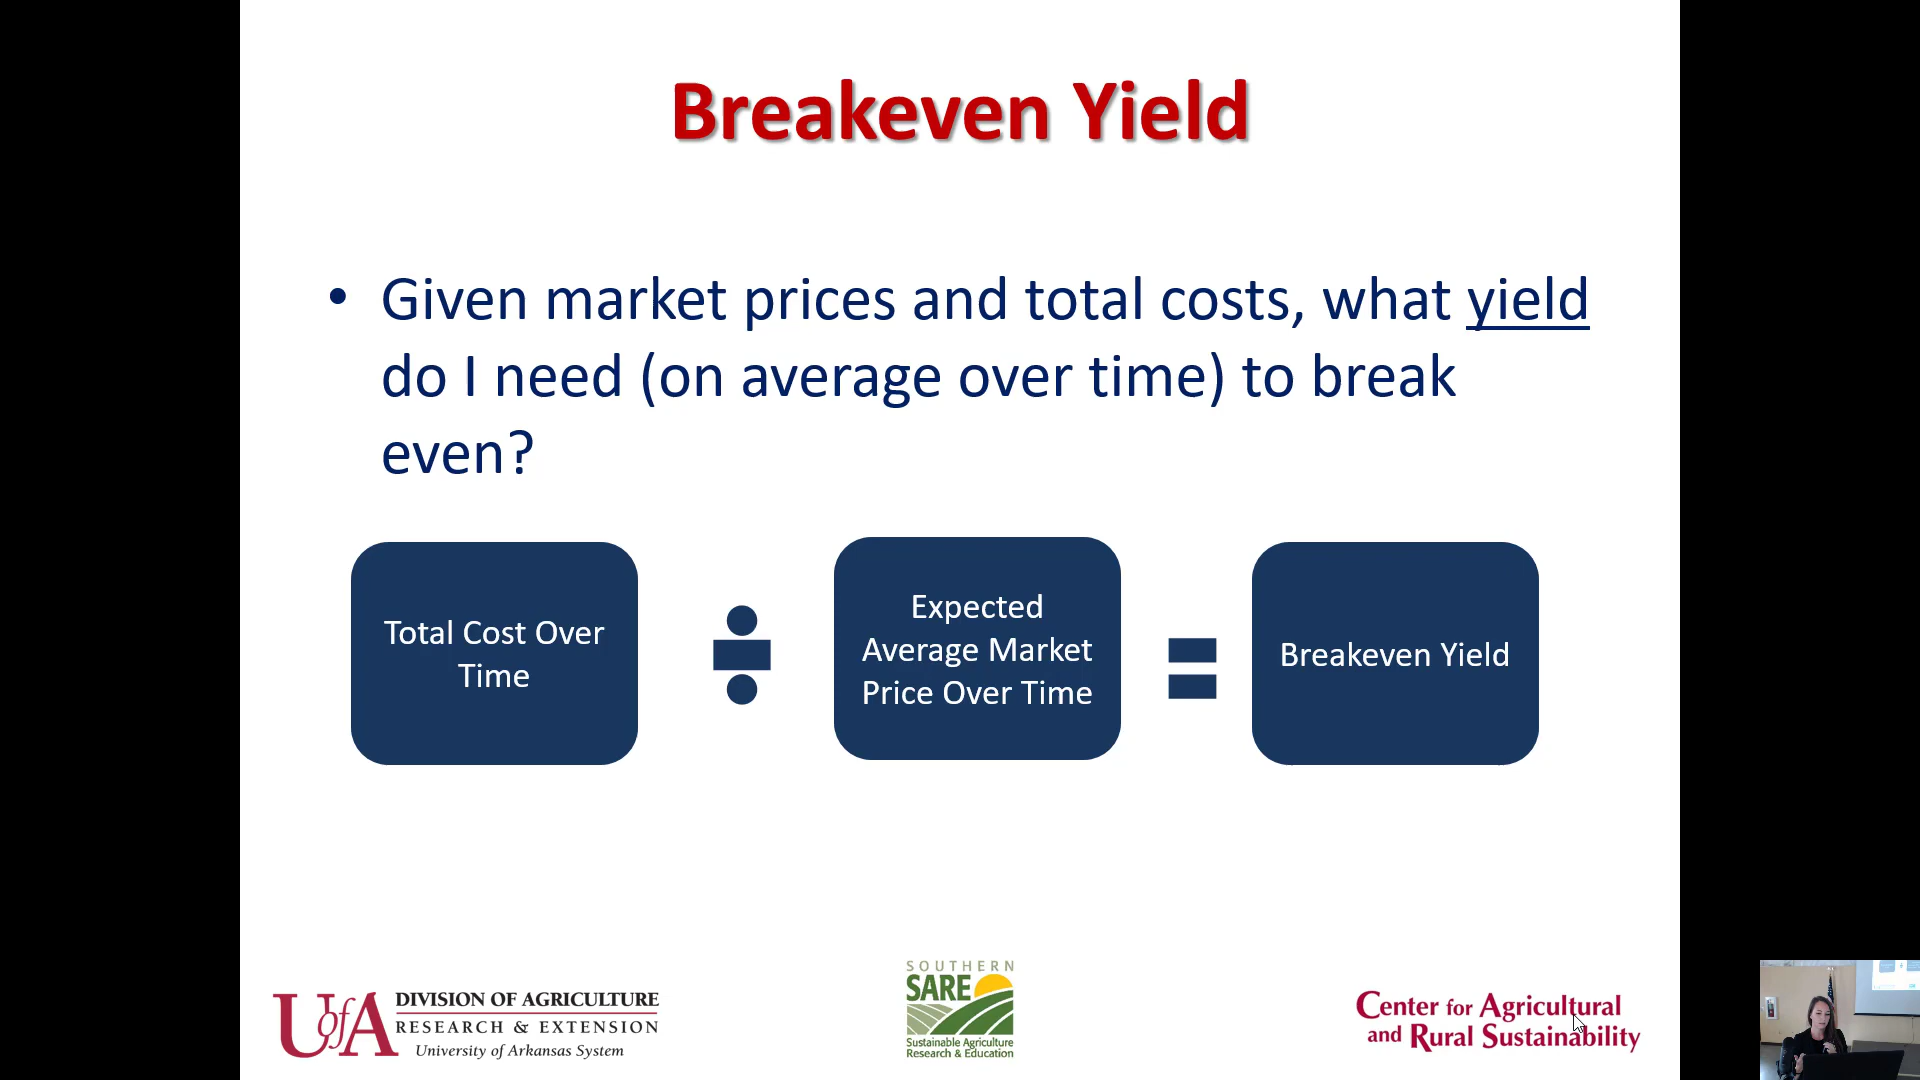 Breakeven Yield
• Given market prices and total costs, what yield
do I need (on average over time) to break
even?
Total Cost Over
Time
÷
Expected
Average Market
Price Over Time
=
Breakeven Yield
UofA
DIVISION OF AGRICULTURE
RESEARCH & EXTENSION
University of Arkansas System
SOUTHERN
SARE
Sustainable Agriculture
Research & Education
Center for Agricultural
and Rural Sustainability